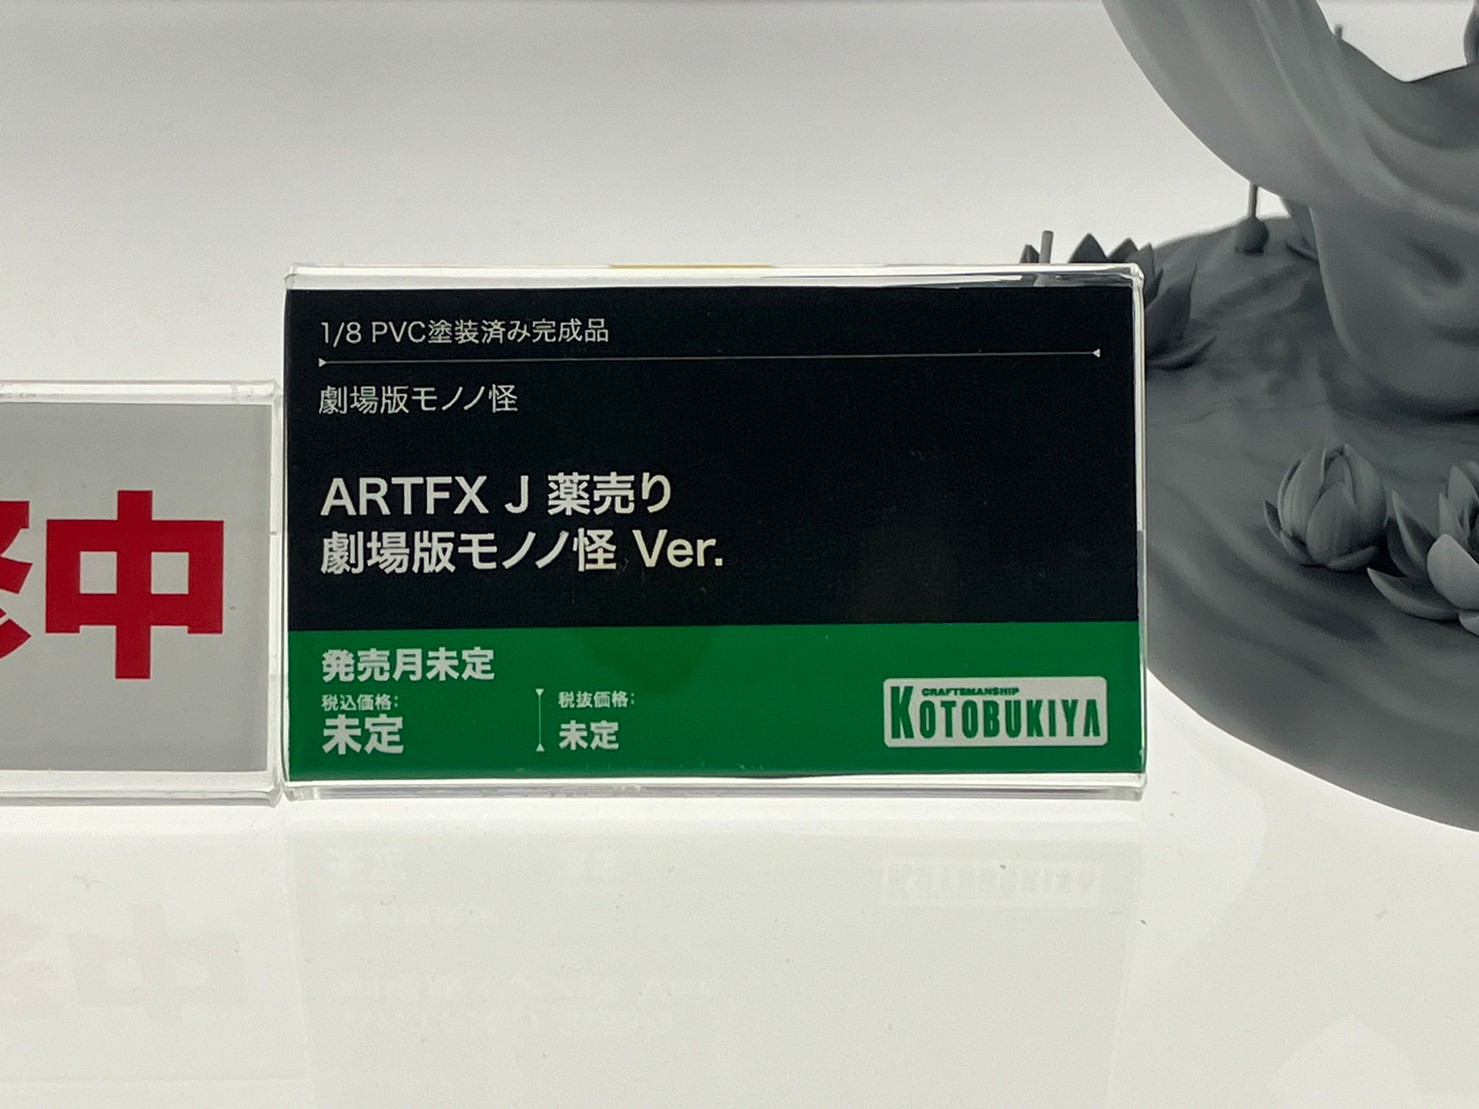 1/8 PVC塗装済み完成品
劇場版モノノ怪
ARTFX J 薬売り
劇場版モノノ怪 Ver.
発売月未定
税込価格:
未定
税抜価格:
未定
CRAFTSMANSHIP
KOTOBUKIYA
中